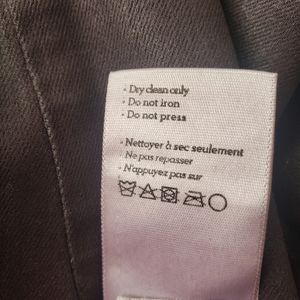 - Dry clean only
- Do not iron
- Do not press
- Nettoyer à sec seulement
- Ne pas repasser
- N'appuyez pas sur